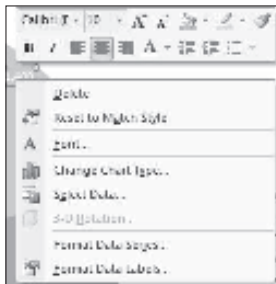 Calibri (T - 10 - A A
B I A
Delete
Reset to Match Style
Font...
Change Chart Type...
Select Data...
3-D Rotation...
Format Data Series...
Format Data Labels...